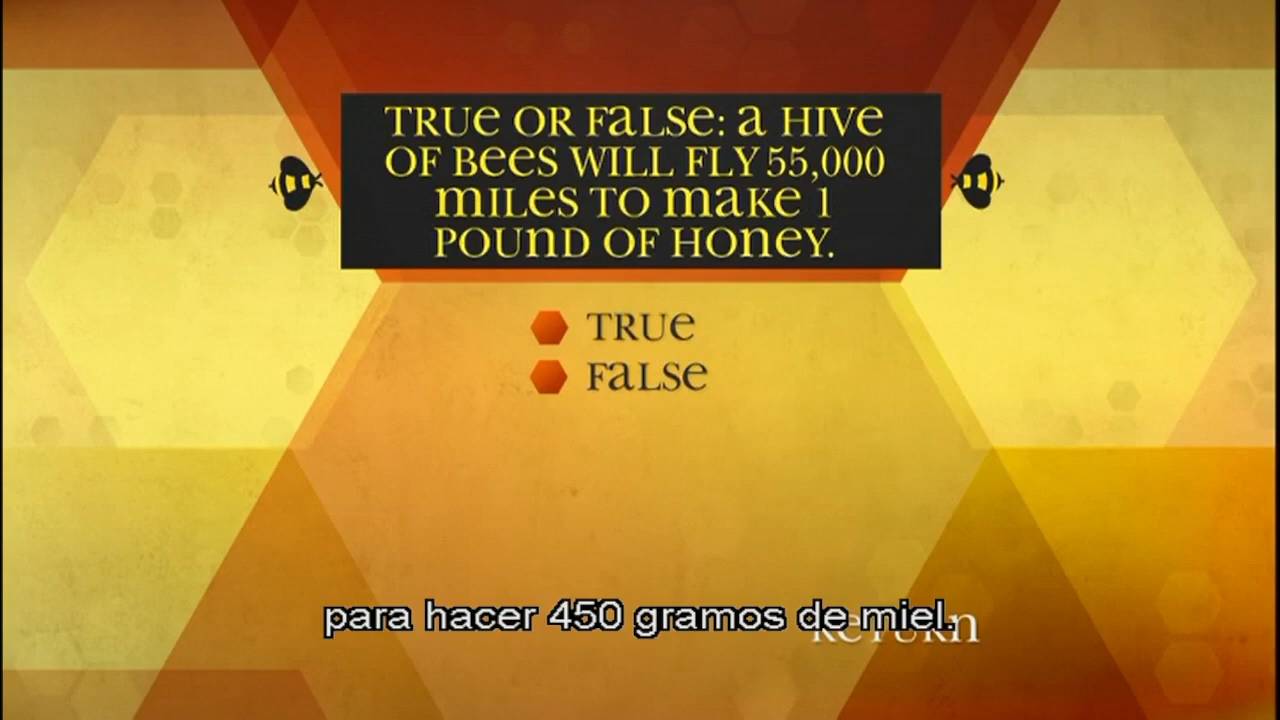 TRUE OR FALSE: A HIVE
OF BEES WILL FLY 55,000
MILES TO MAKE 1
POUND OF HONEY.
TRUE
FALSE
para hacer 450 gramos de miel.
RETURN